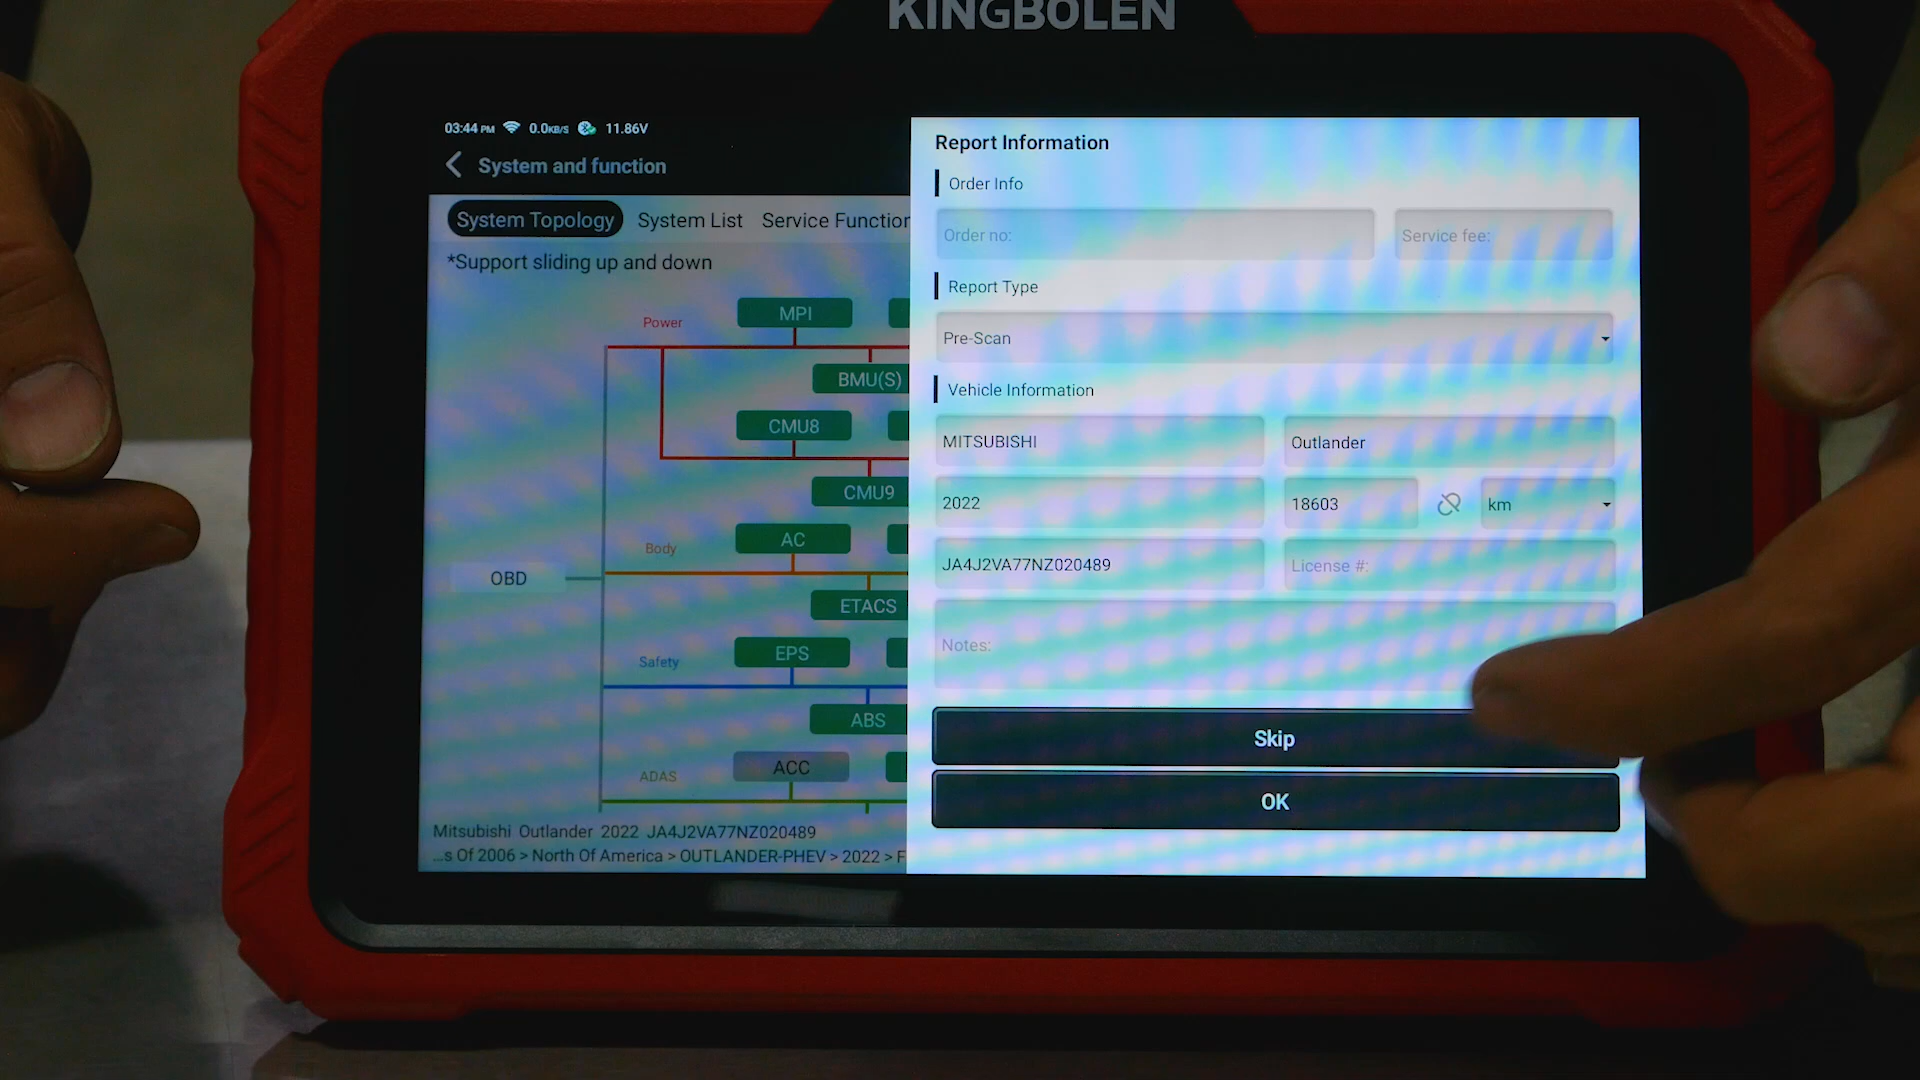 KINGBOLEN
03:44 PM 0.0KB/S 11.86V
System and function
System Topology System List Service Function
*Support sliding up and down
Power
MPI
BMU(S)
CMU8
CMU9
Body
AC
OBD
ETACS
Safety
EPS
ABS
ADAS
ACC
Mitsubishi Outlander 2022 JA4J2VA77NZ020489
...s Of 2006 > North Of America > OUTLANDER-PHEV > 2022 > F
Report Information
Order Info
Order no: Service fee:
Report Type
Pre-Scan
Vehicle Information
MITSUBISHI Outlander
2022 18603 km
JA4J2VA77NZ020489 License #:
Notes:
Skip
OK